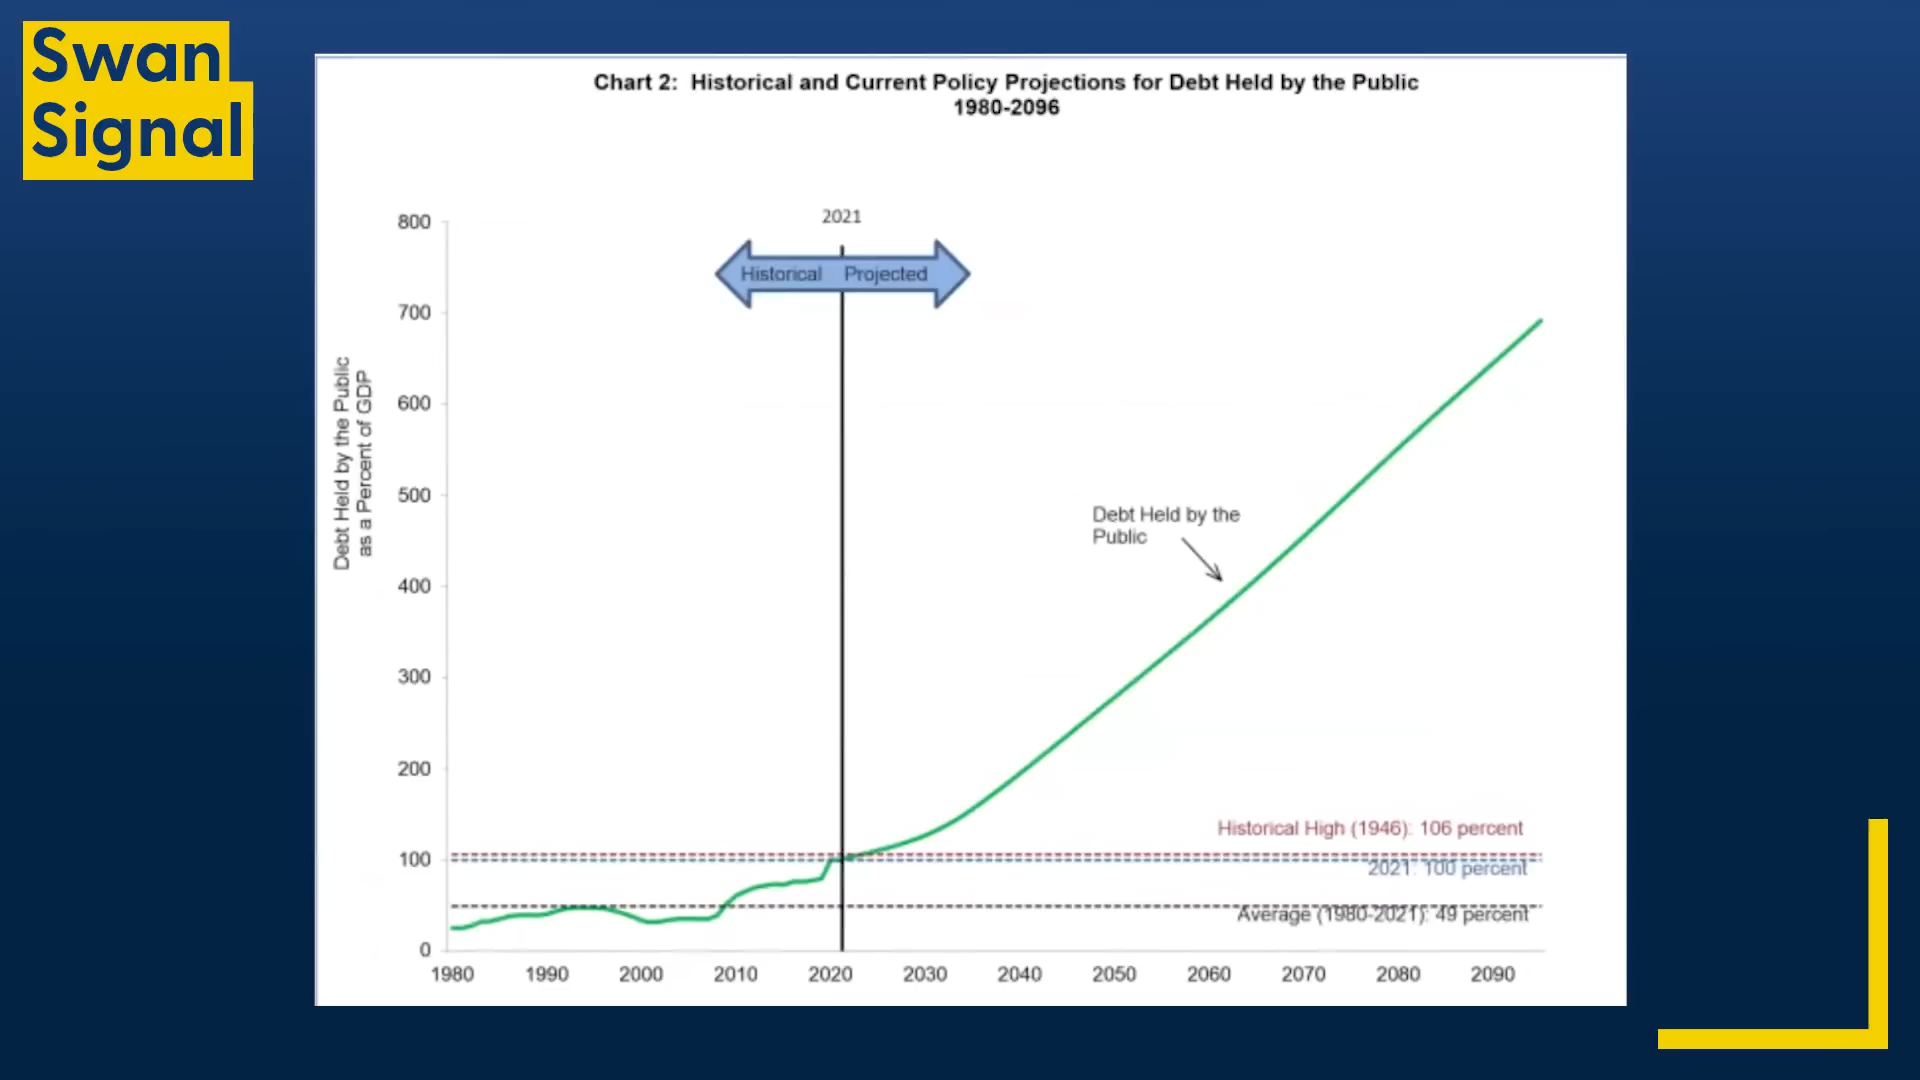 Swan
Signal
Chart 2: Historical and Current Policy Projections for Debt Held by the Public
1980-2096
2021
Historical Projected
Debt Held by the Public
as a Percent of GDP
800
700
600
500
400
300
200
100
0
Debt Held by the
Public
Historical High (1946): 106 percent
2021: 100 percent
Average (1980-2021): 49 percent
1980 1990 2000 2010 2020 2030 2040 2050 2060 2070 2080 2090